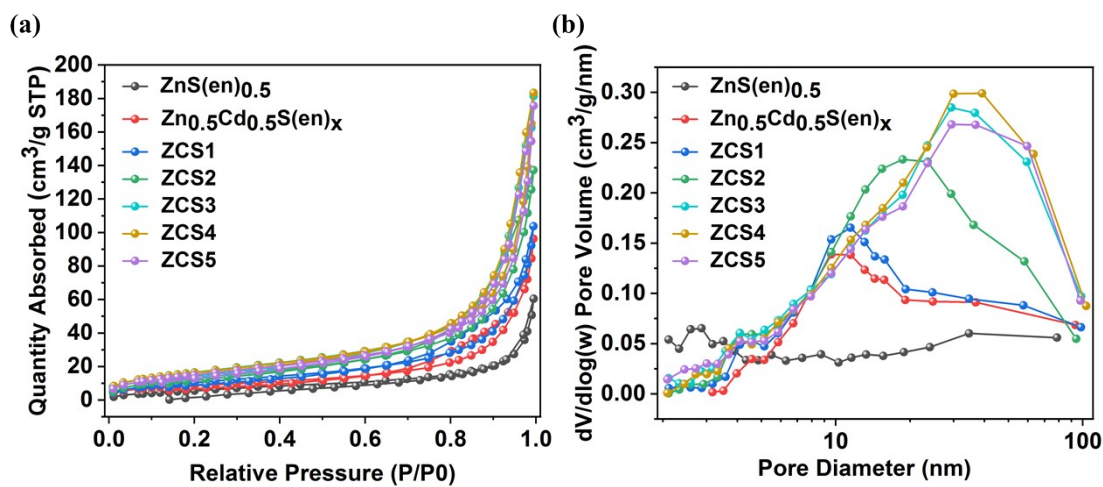 (a)
200
180
160
140
120
100
80
60
40
20
0
Quantity Absorbed (cm³/g STP)
ZnS(en)0.5
Zn0.5Cd0.5S(en)x
ZCS1
ZCS2
ZCS3
ZCS4
ZCS5
0.0 0.2 0.4 0.6 0.8 1.0
Relative Pressure (P/P0)
(b)
0.30
0.25
0.20
0.15
0.10
0.05
0.00
dV/dlog(w) Pore Volume (cm³/g/nm)
ZnS(en)0.5
Zn0.5Cd0.5S(en)x
ZCS1
ZCS2
ZCS3
ZCS4
ZCS5
10 100
Pore Diameter (nm)